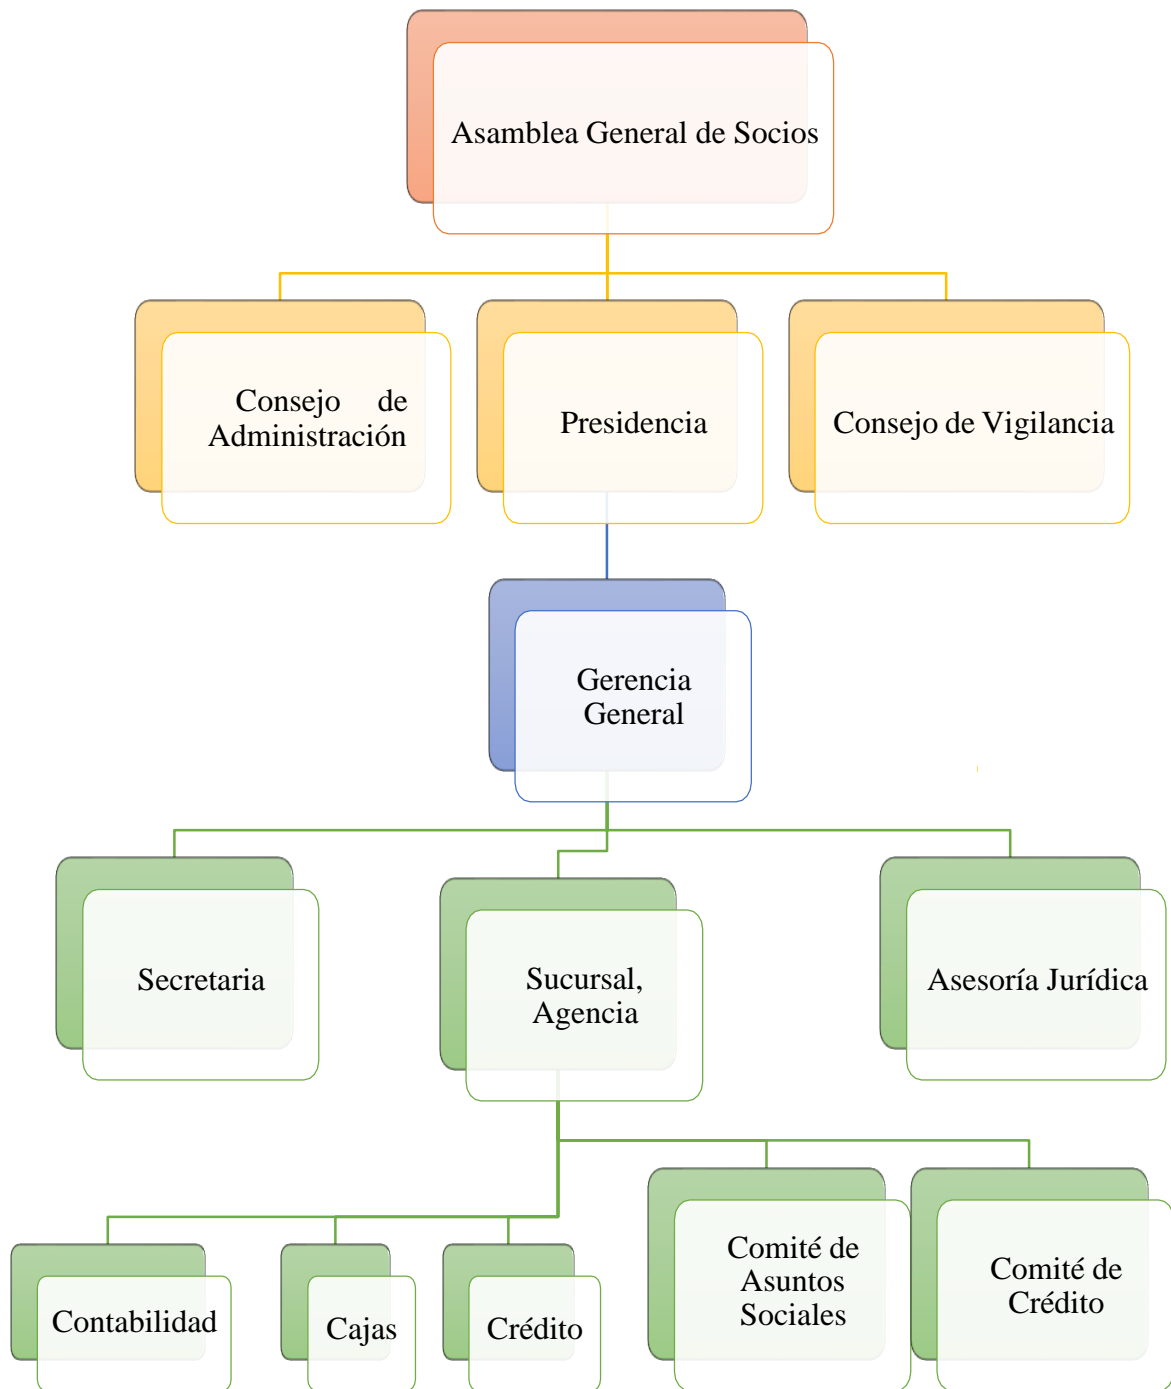 Asamblea General de Socios
Consejo de
Administración
Presidencia
Consejo de Vigilancia
Gerencia
General
Secretaria
Sucursal,
Agencia
Asesoría Jurídica
Contabilidad
Cajas
Crédito
Comité de
Asuntos
Sociales
Comité de
Crédito